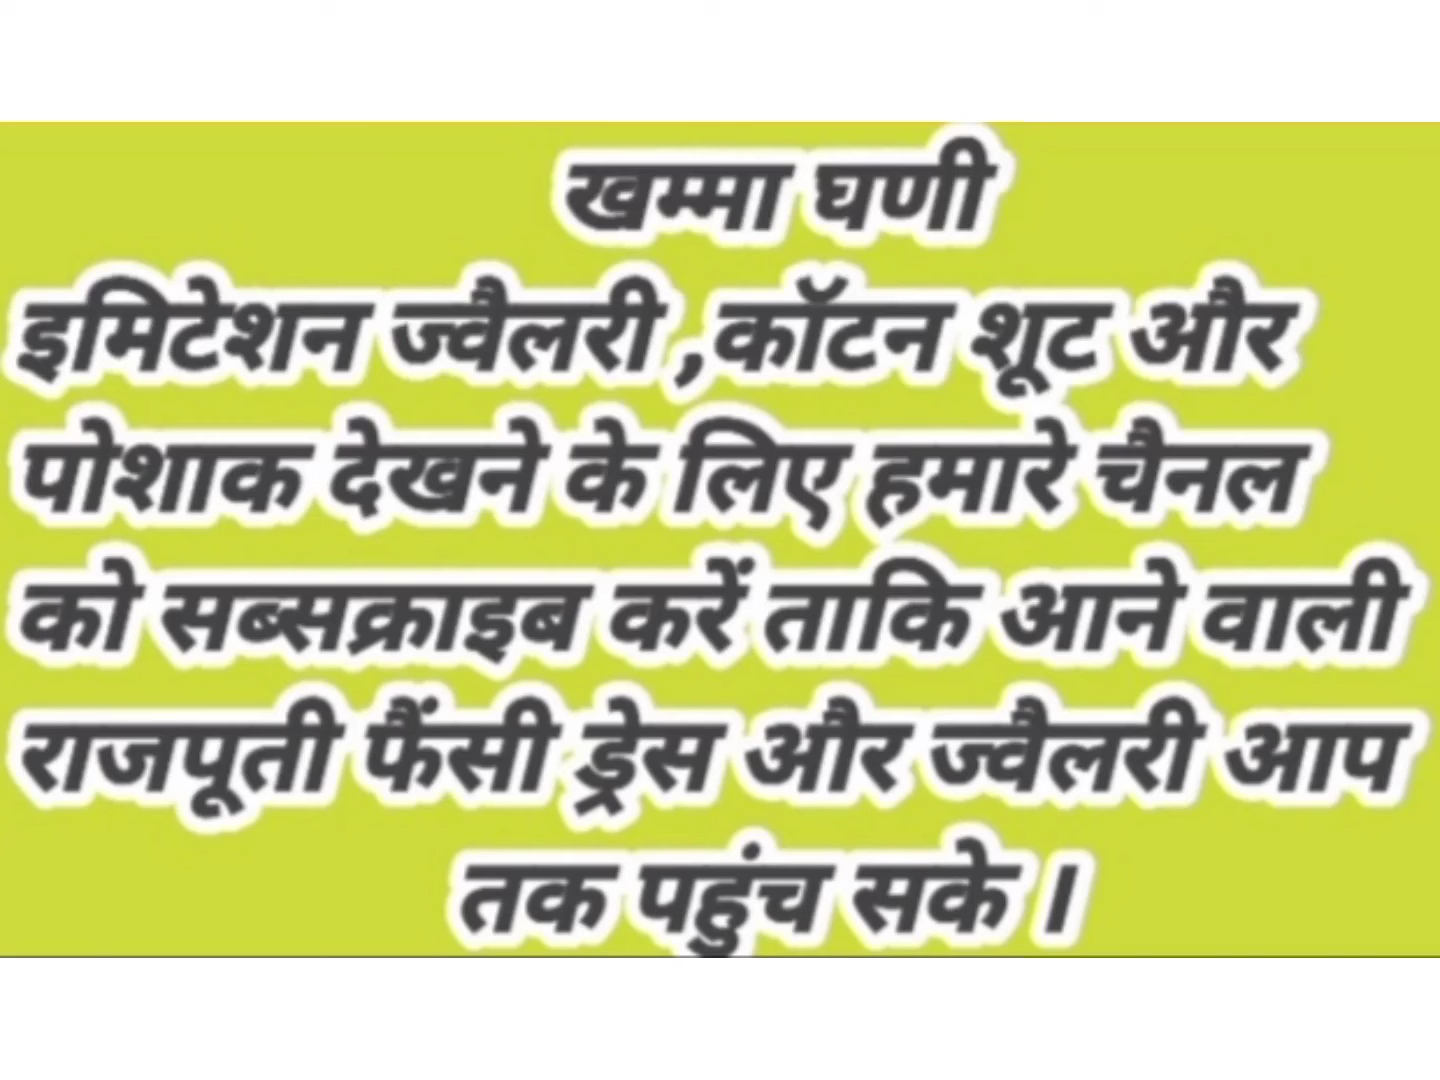 खम्मा घणी
इमिटेशन ज्वैलरी ,कॉटन शूट और
पोशाक देखने के लिए हमारे चैनल
को सब्सक्राइब करें ताकि आने वाली
राजपूती फैंसी ड्रेस और ज्वैलरी आप
तक पहुंच सके ।